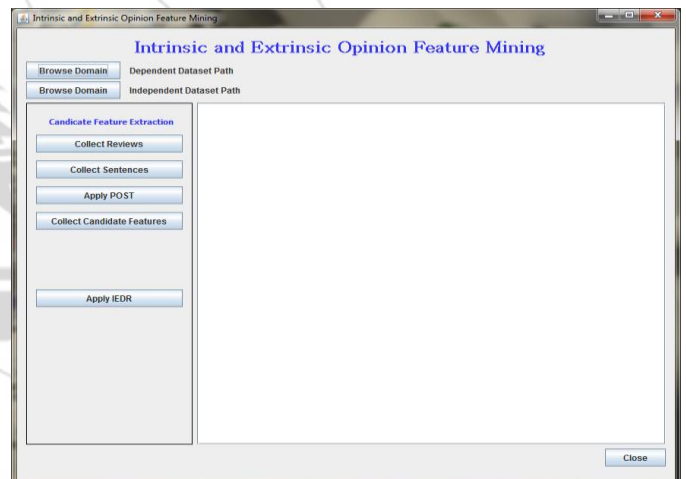 Intrinsic and Extrinsic Opinion Feature Mining
Intrinsic and Extrinsic Opinion Feature Mining
Browse Domain Dependent Dataset Path
Browse Domain Independent Dataset Path
Candicate Feature Extraction
Collect Reviews
Collect Sentences
Apply POST
Collect Candidate Features
Apply IEDR
Close